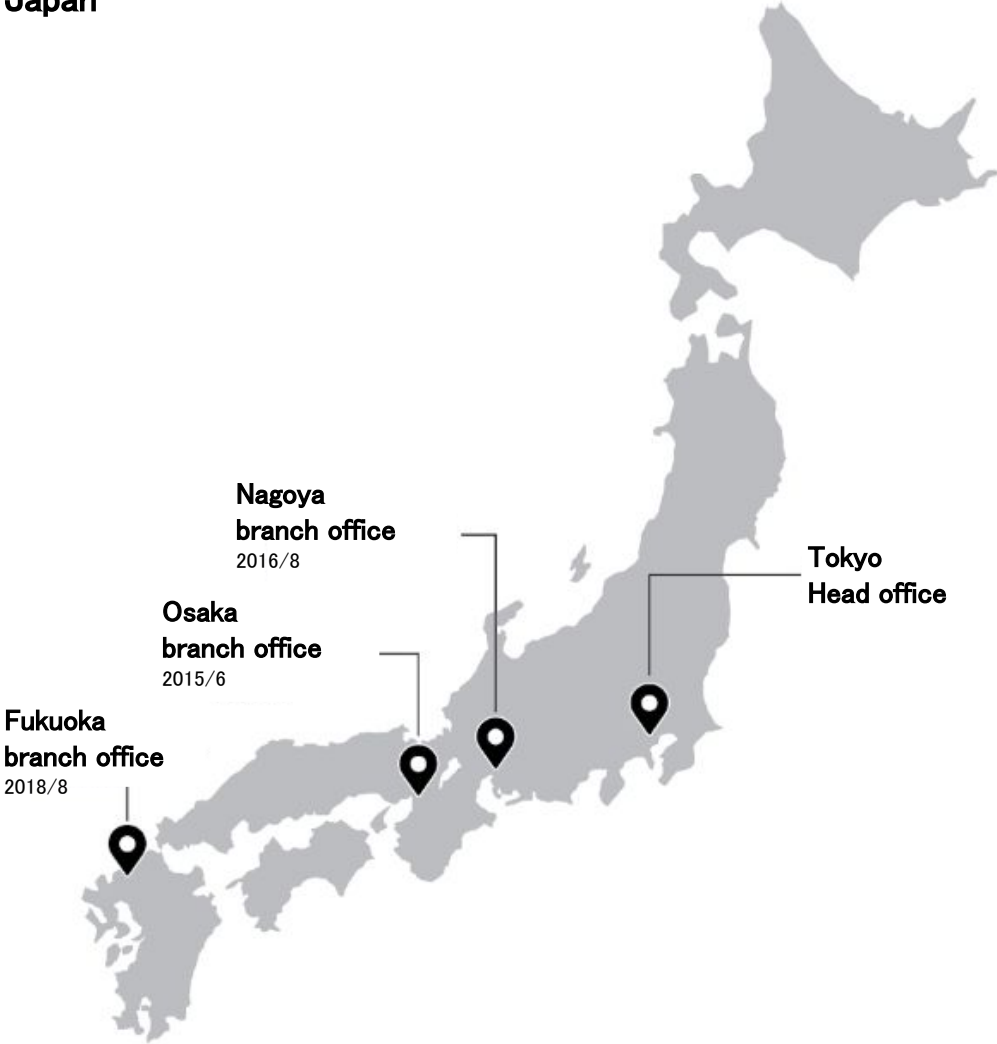 Japan
Nagoya
branch office
2016/8
Tokyo
Head office
Osaka
branch office
2015/6
Fukuoka
branch office
2018/8